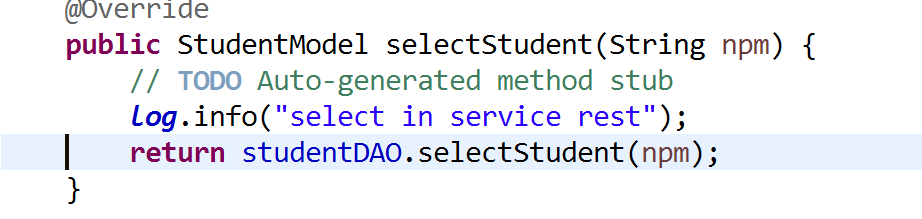 @Override
public StudentModel selectStudent(String npm) {
// TODO Auto-generated method stub
log.info("select in service rest");
return studentDAO.selectStudent(npm);
}